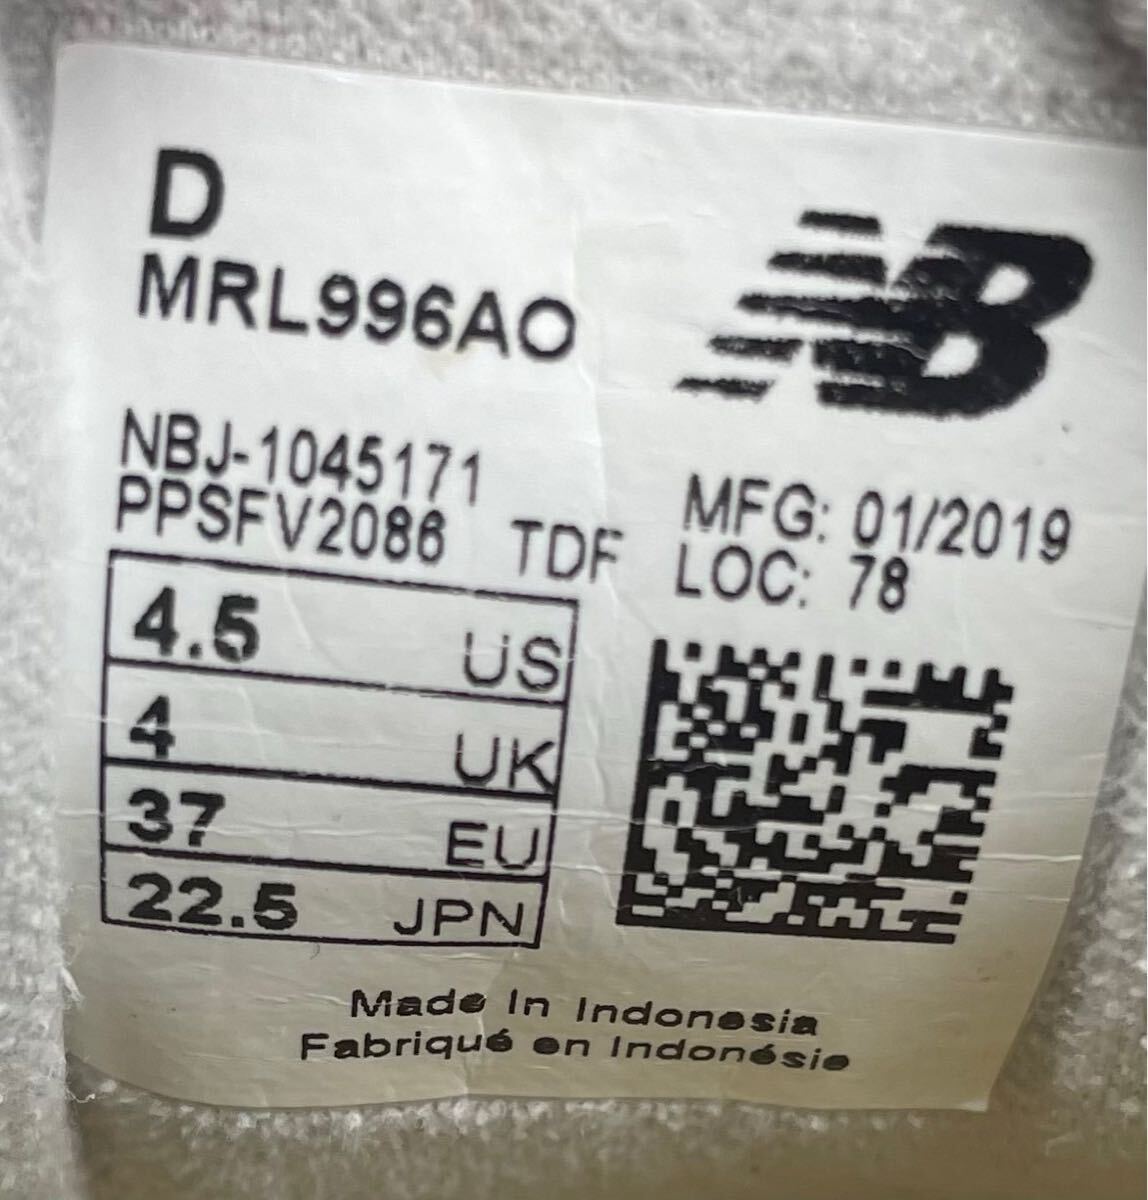 D
MRL996AO
NB
NBJ-1045171
PPSFV2086 TDF
MFG: 01/2019
LOC: 78
4.5 US
4 UK
37 EU
22.5 JPN
Made In Indonesia
Fabriqué en Indonésie